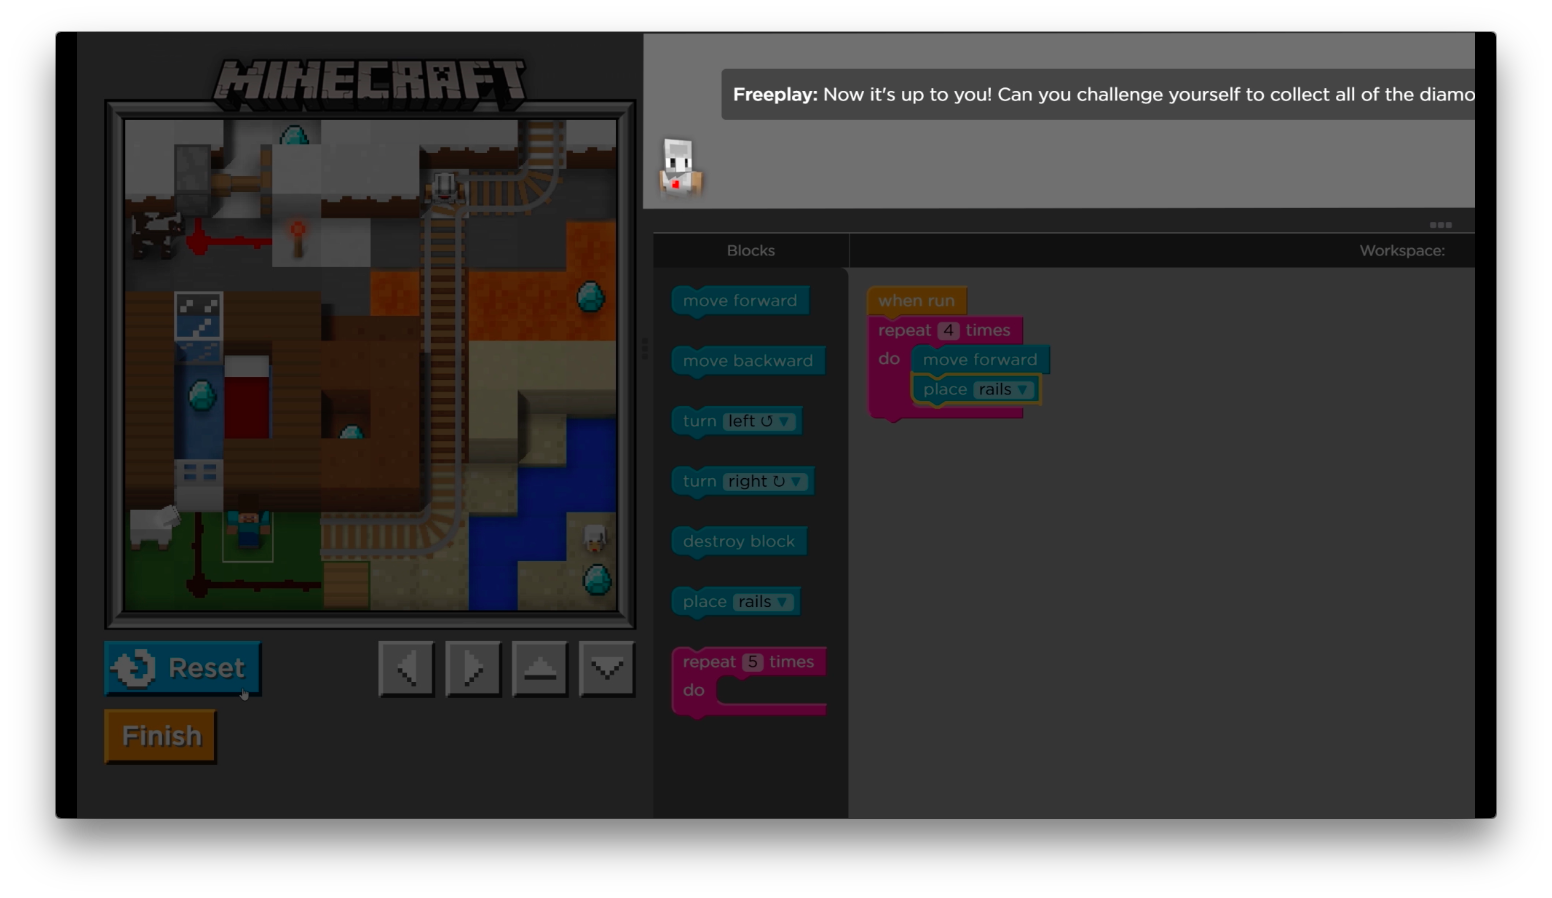 MINECRAFT
Freeplay: Now it's up to you! Can you challenge yourself to collect all of the diamo
Blocks
Workspace:
move forward
move backward
turn left ↺ ▼
turn right ↻ ▼
destroy block
place rails ▼
repeat 5 times
do
when run
repeat 4 times
do move forward
place rails ▼
Reset
Finish